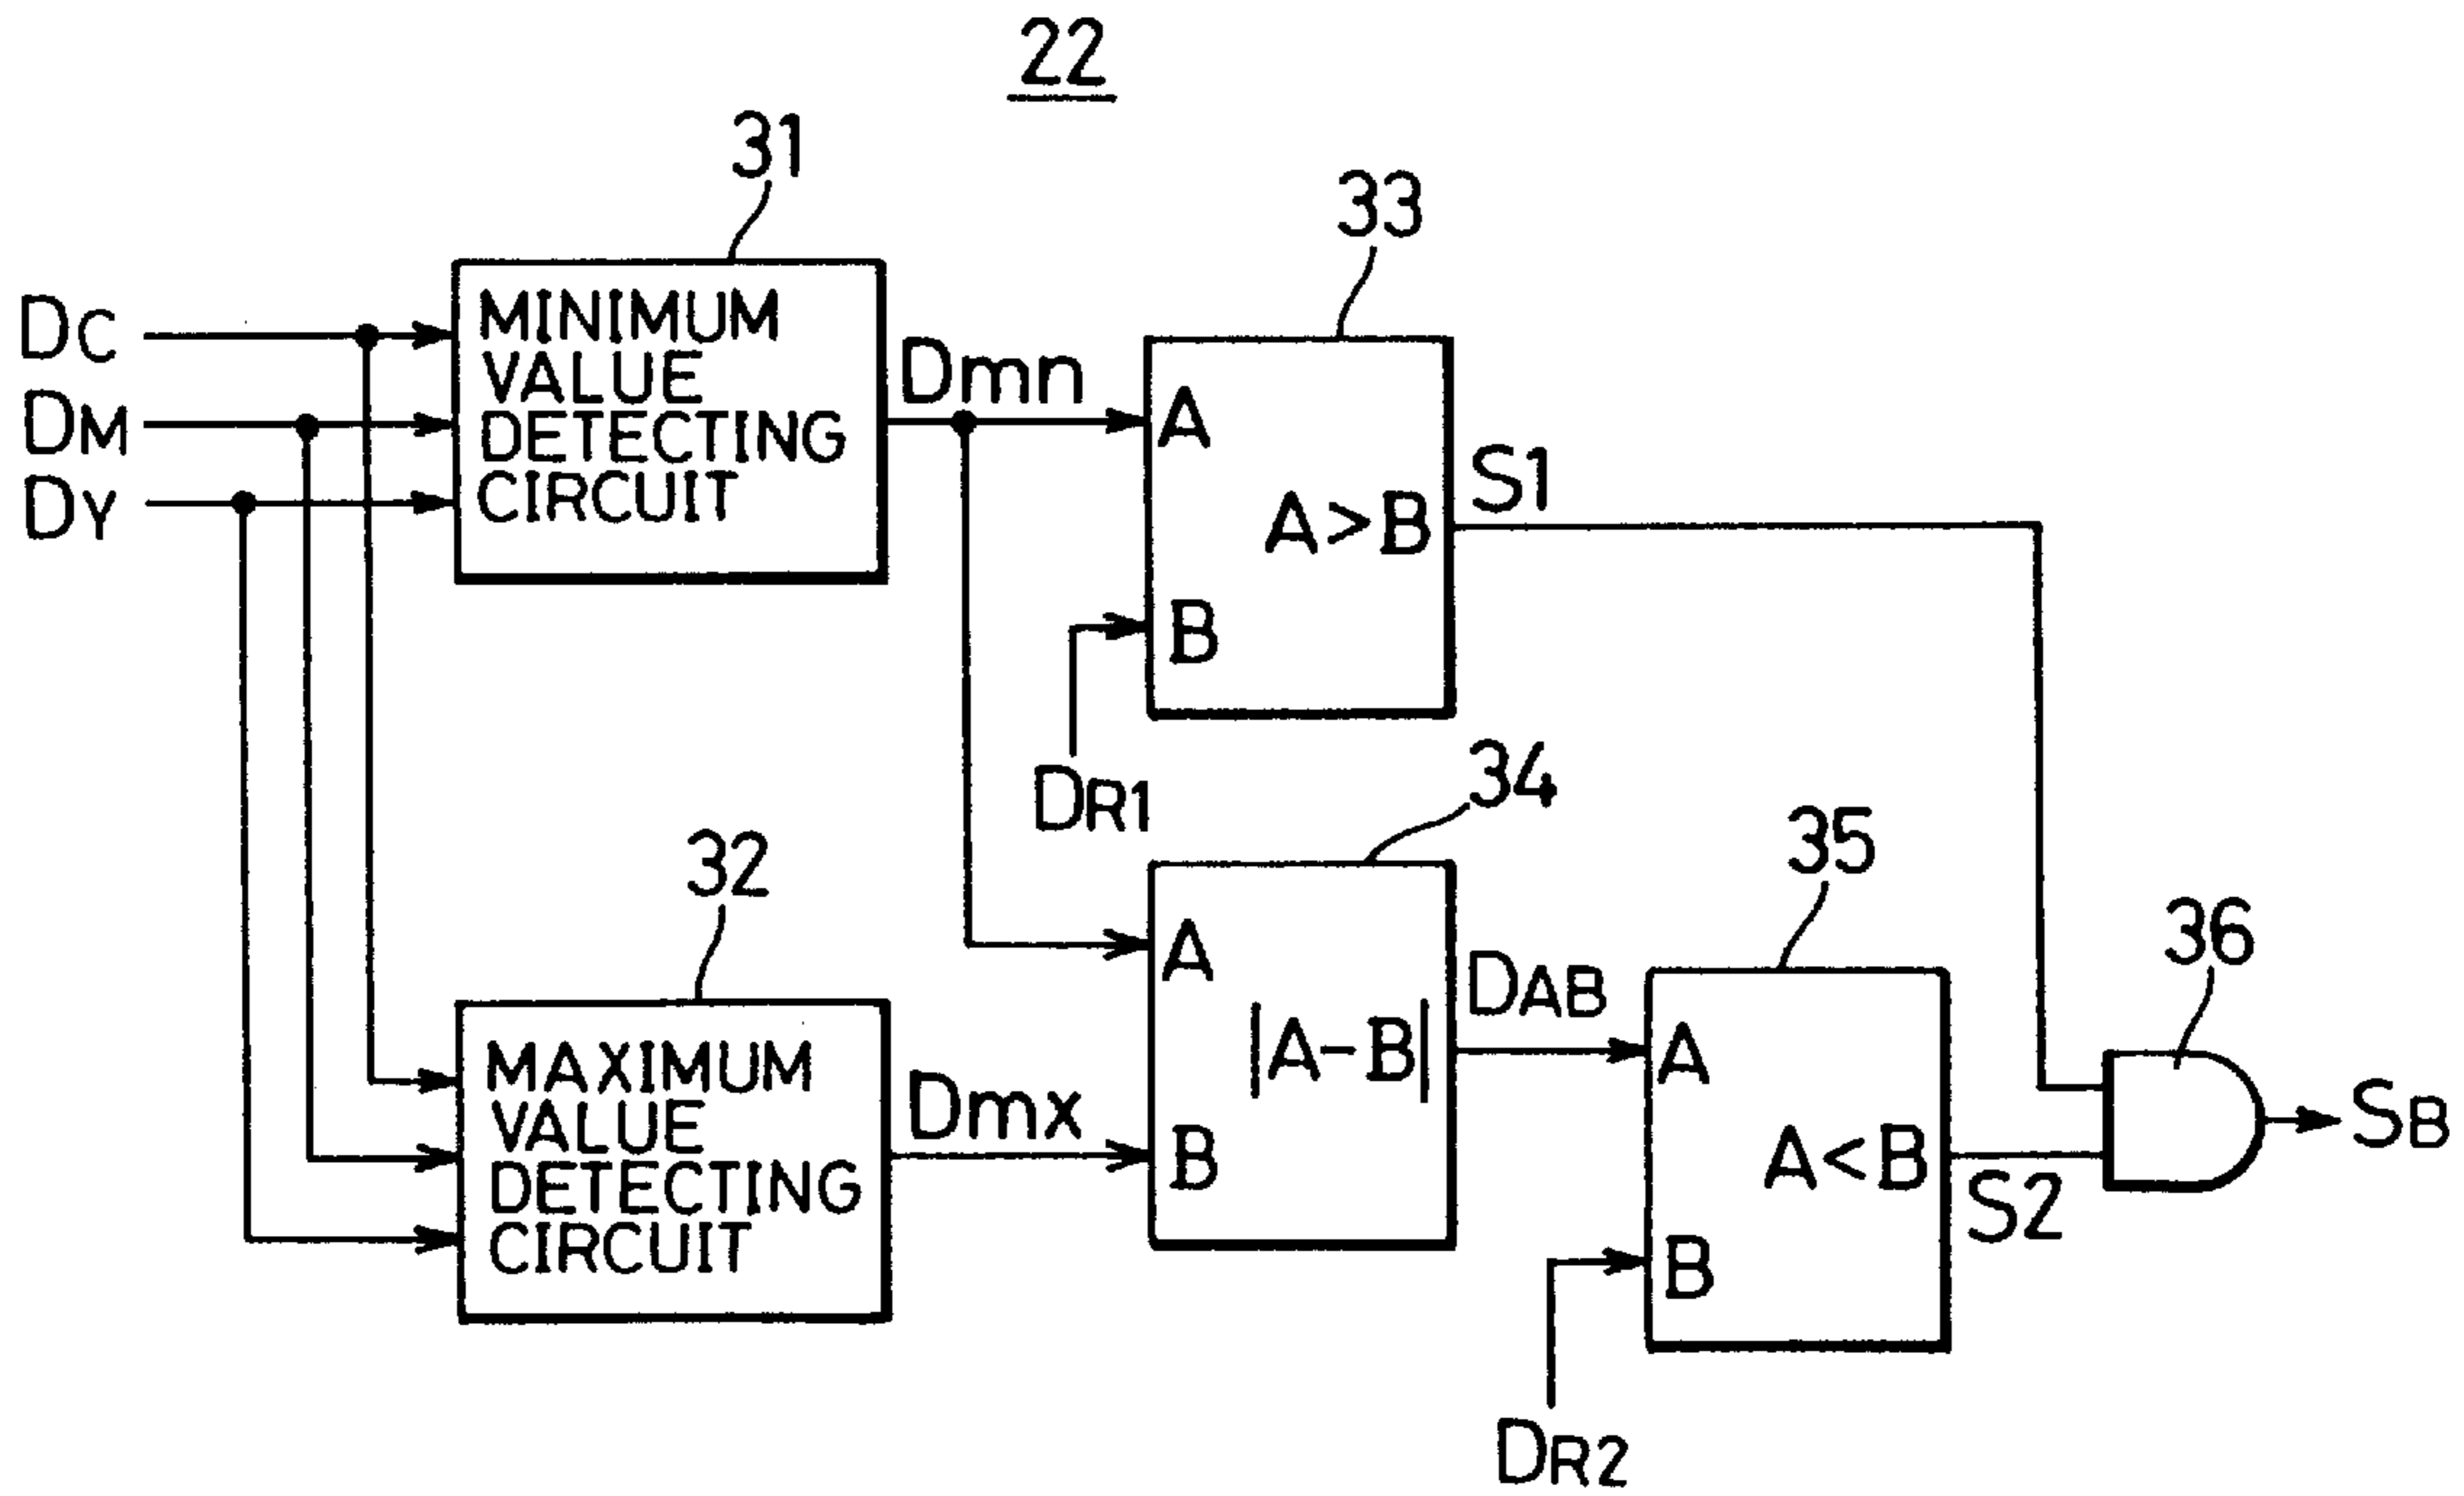 22
31
33
DC
DM
DY
MINIMUM
VALUE
DETECTING
CIRCUIT
Dmn
A
A>B
B
S1
DR1
34
32
35
36
MAXIMUM
VALUE
DETECTING
CIRCUIT
Dmx
A
|A-B|
B
DAB
A
A<B
B
S2
SB
DR2